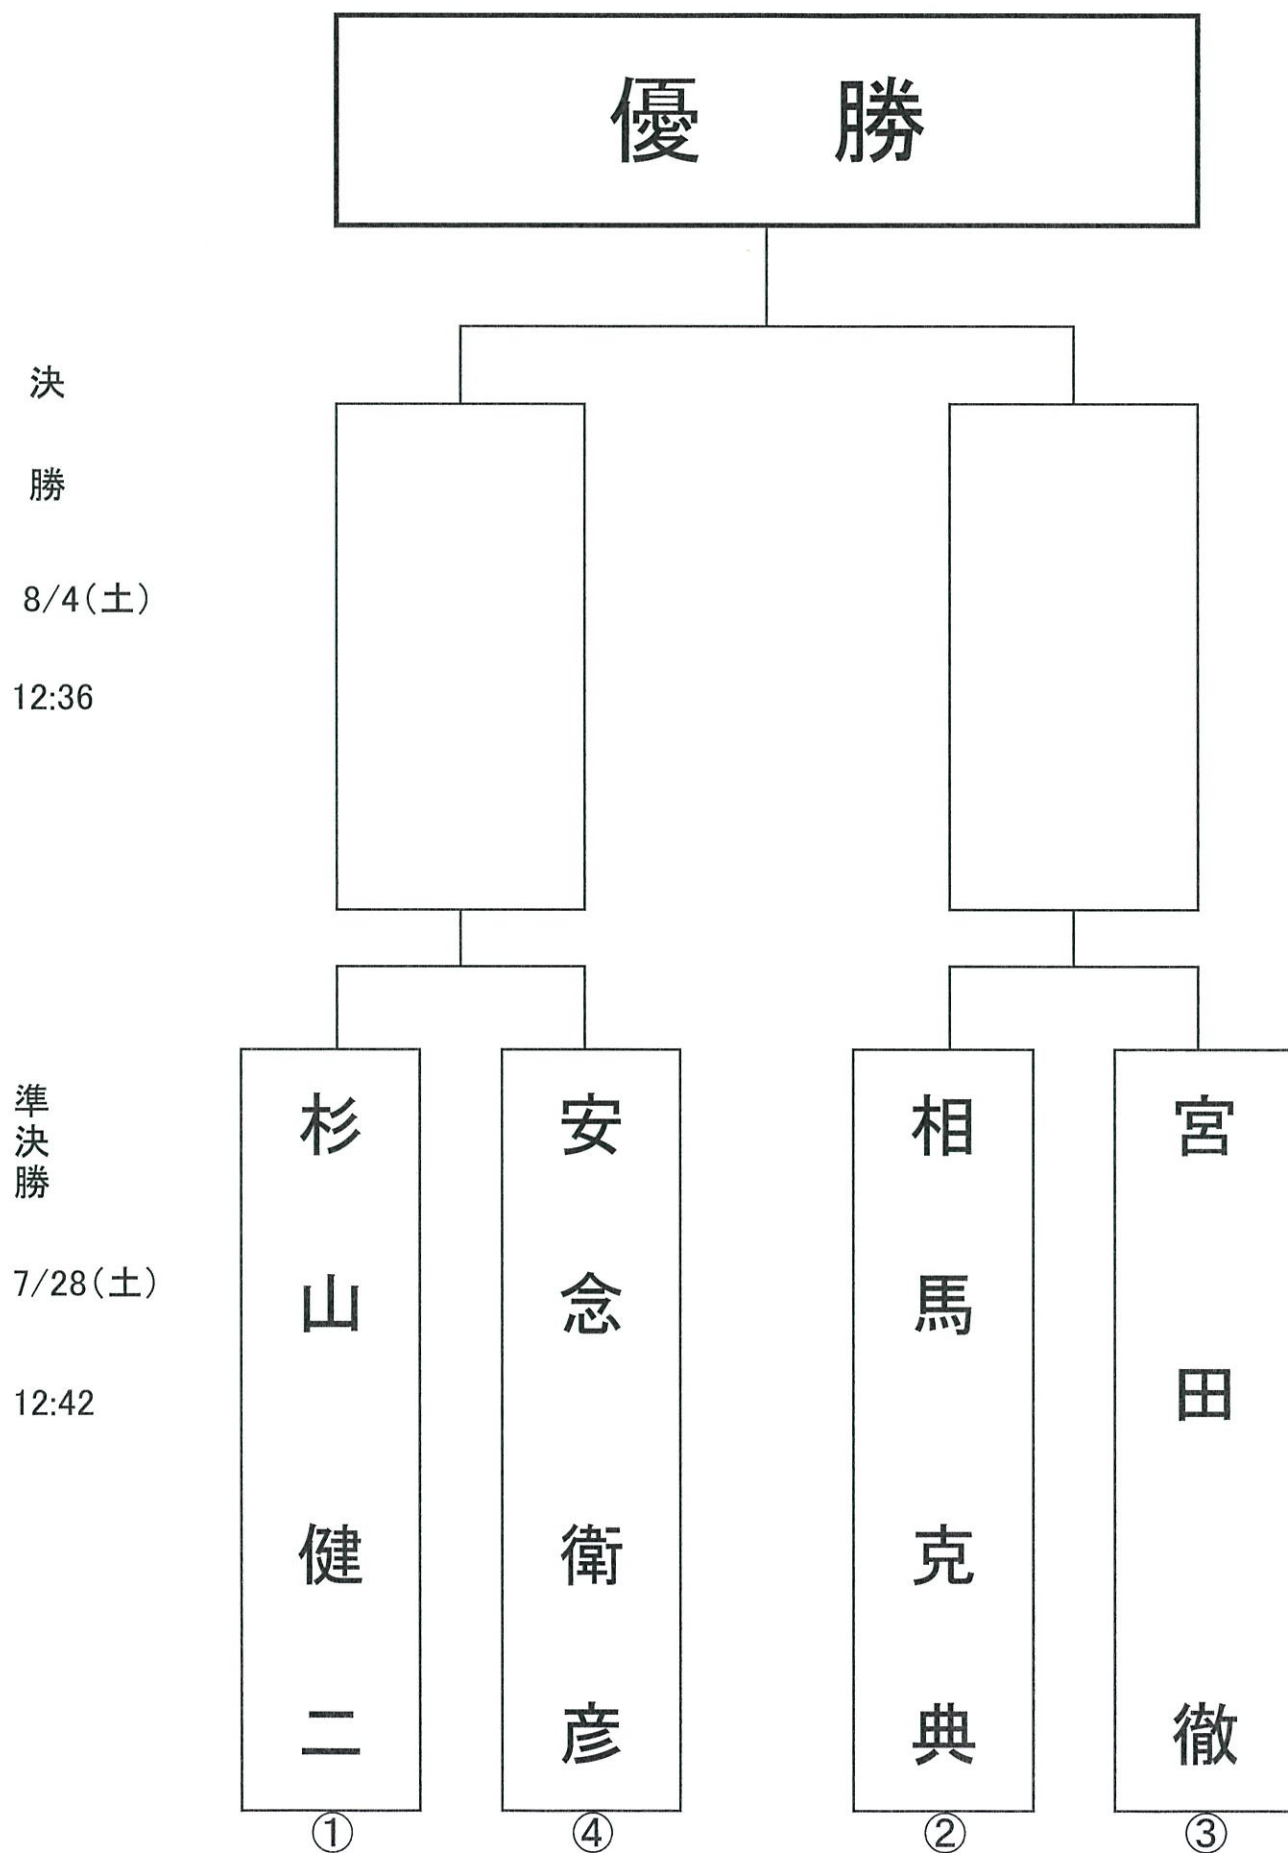 優　勝
決
勝
8/4(土)
12:36
準決勝
7/28(土)
12:42
杉山健二
安念衛彦
相馬克典
宮田徹
①
④
②
③